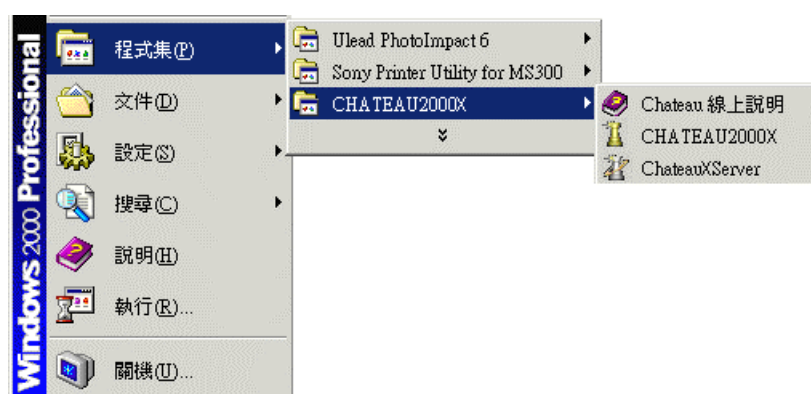 Windows 2000 Professional
程式集(P)
文件(D)
設定(S)
搜尋(C)
說明(H)
執行(R)...
關機(U)...
Ulead PhotoImpact 6
Sony Printer Utility for MS300
CHATEAU2000X
Chateau 線上說明
CHATEAU2000X
ChateauXServer